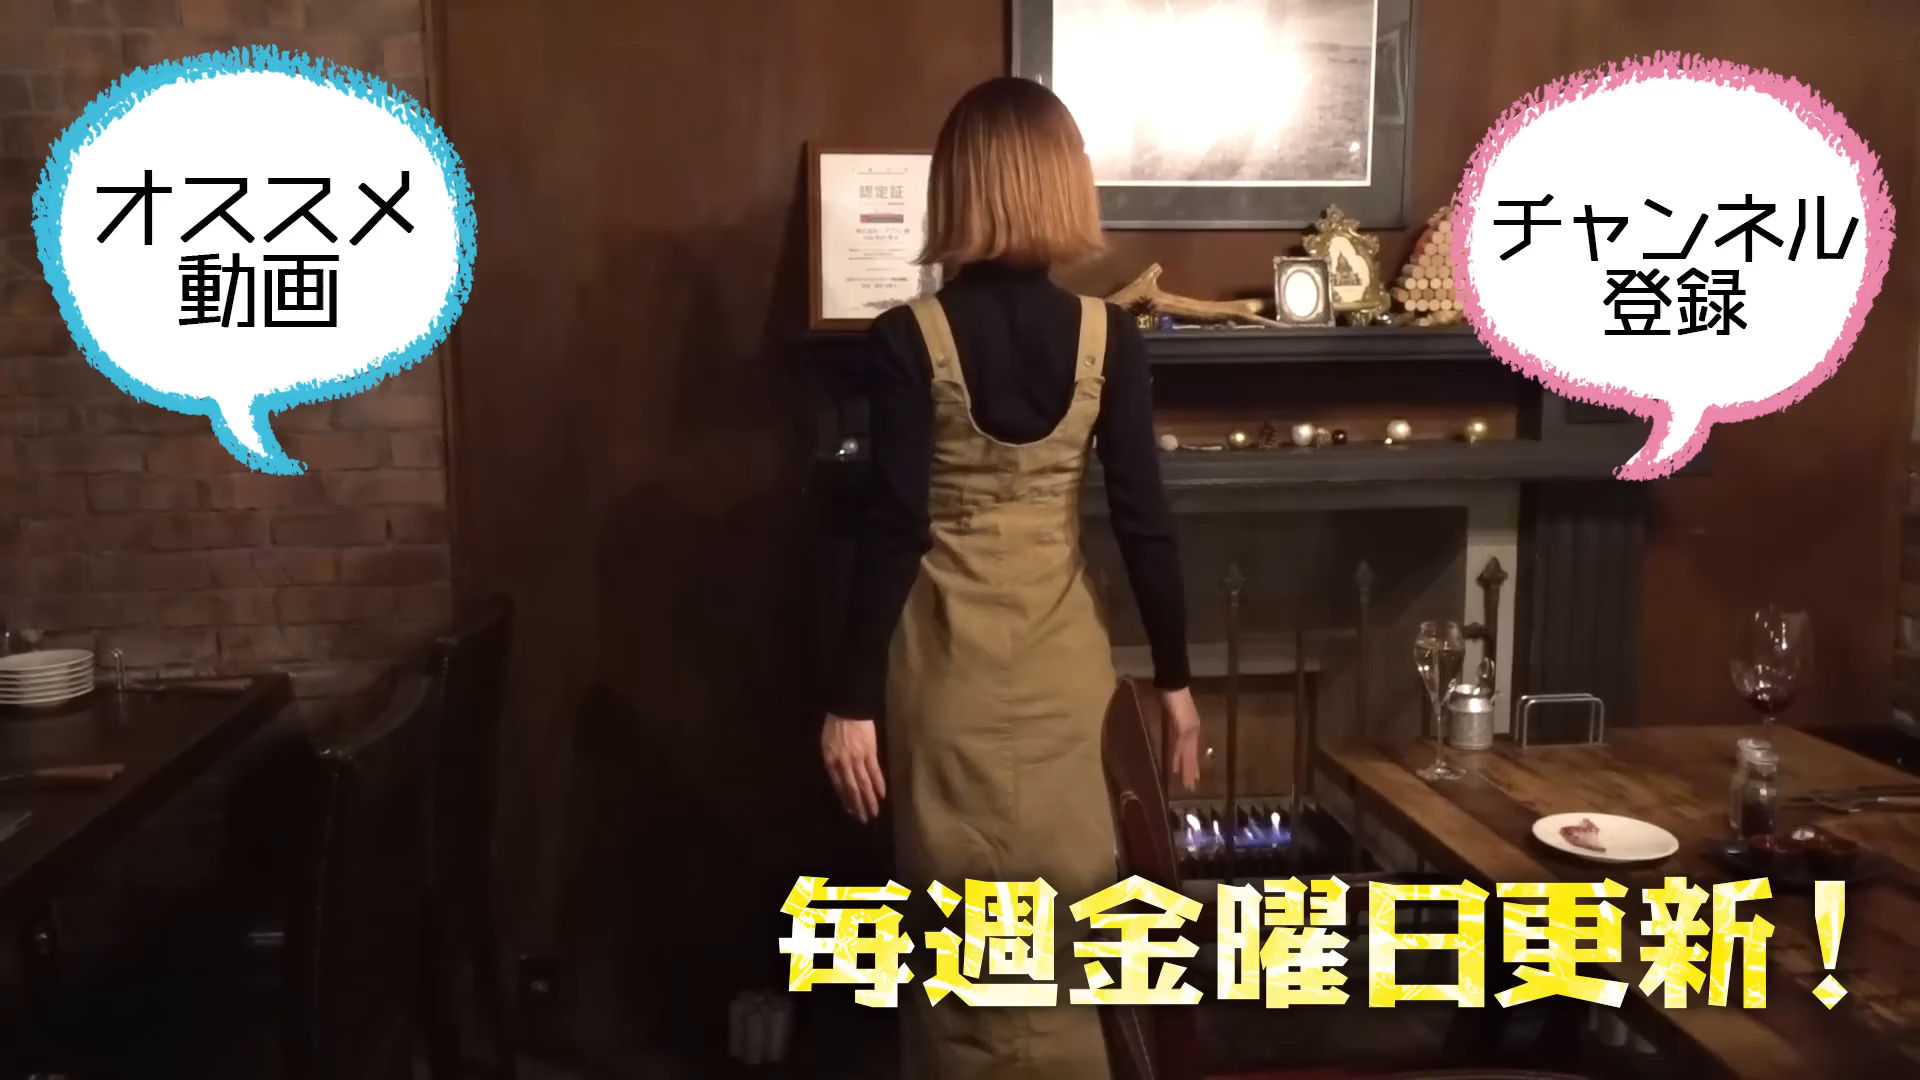 オススメ
動画
チャンネル
登録
認定証
毎週金曜日更新!